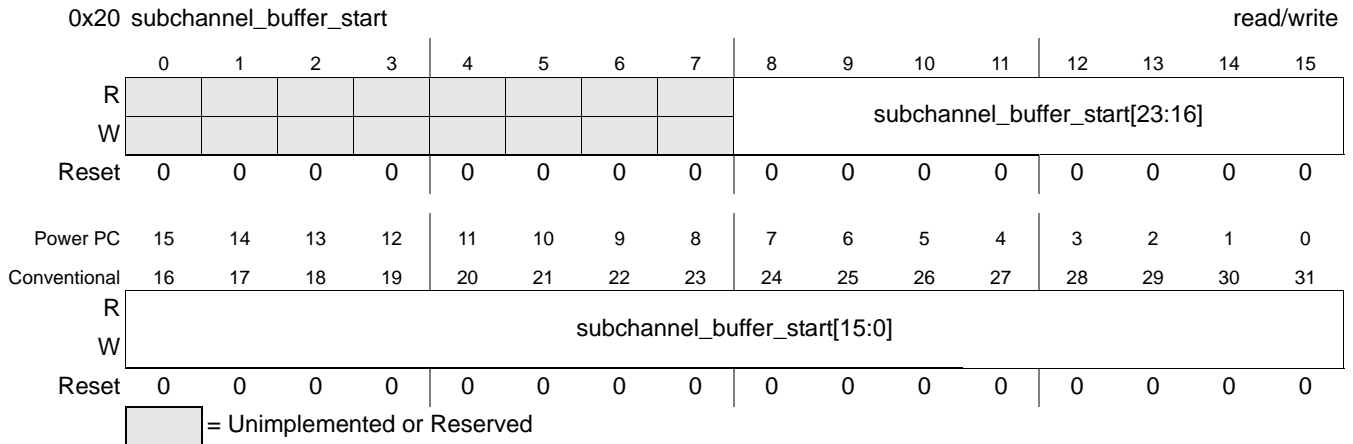 0x20 subchannel_buffer_start read/write
0 1 2 3 4 5 6 7 8 9 10 11 12 13 14 15
R
subchannel_buffer_start[23:16]
W
Reset 0 0 0 0 0 0 0 0 0 0 0 0 0 0 0 0
Power PC 15 14 13 12 11 10 9 8 7 6 5 4 3 2 1 0
Conventional 16 17 18 19 20 21 22 23 24 25 26 27 28 29 30 31
R
subchannel_buffer_start[15:0]
W
Reset 0 0 0 0 0 0 0 0 0 0 0 0 0 0 0 0
= Unimplemented or Reserved